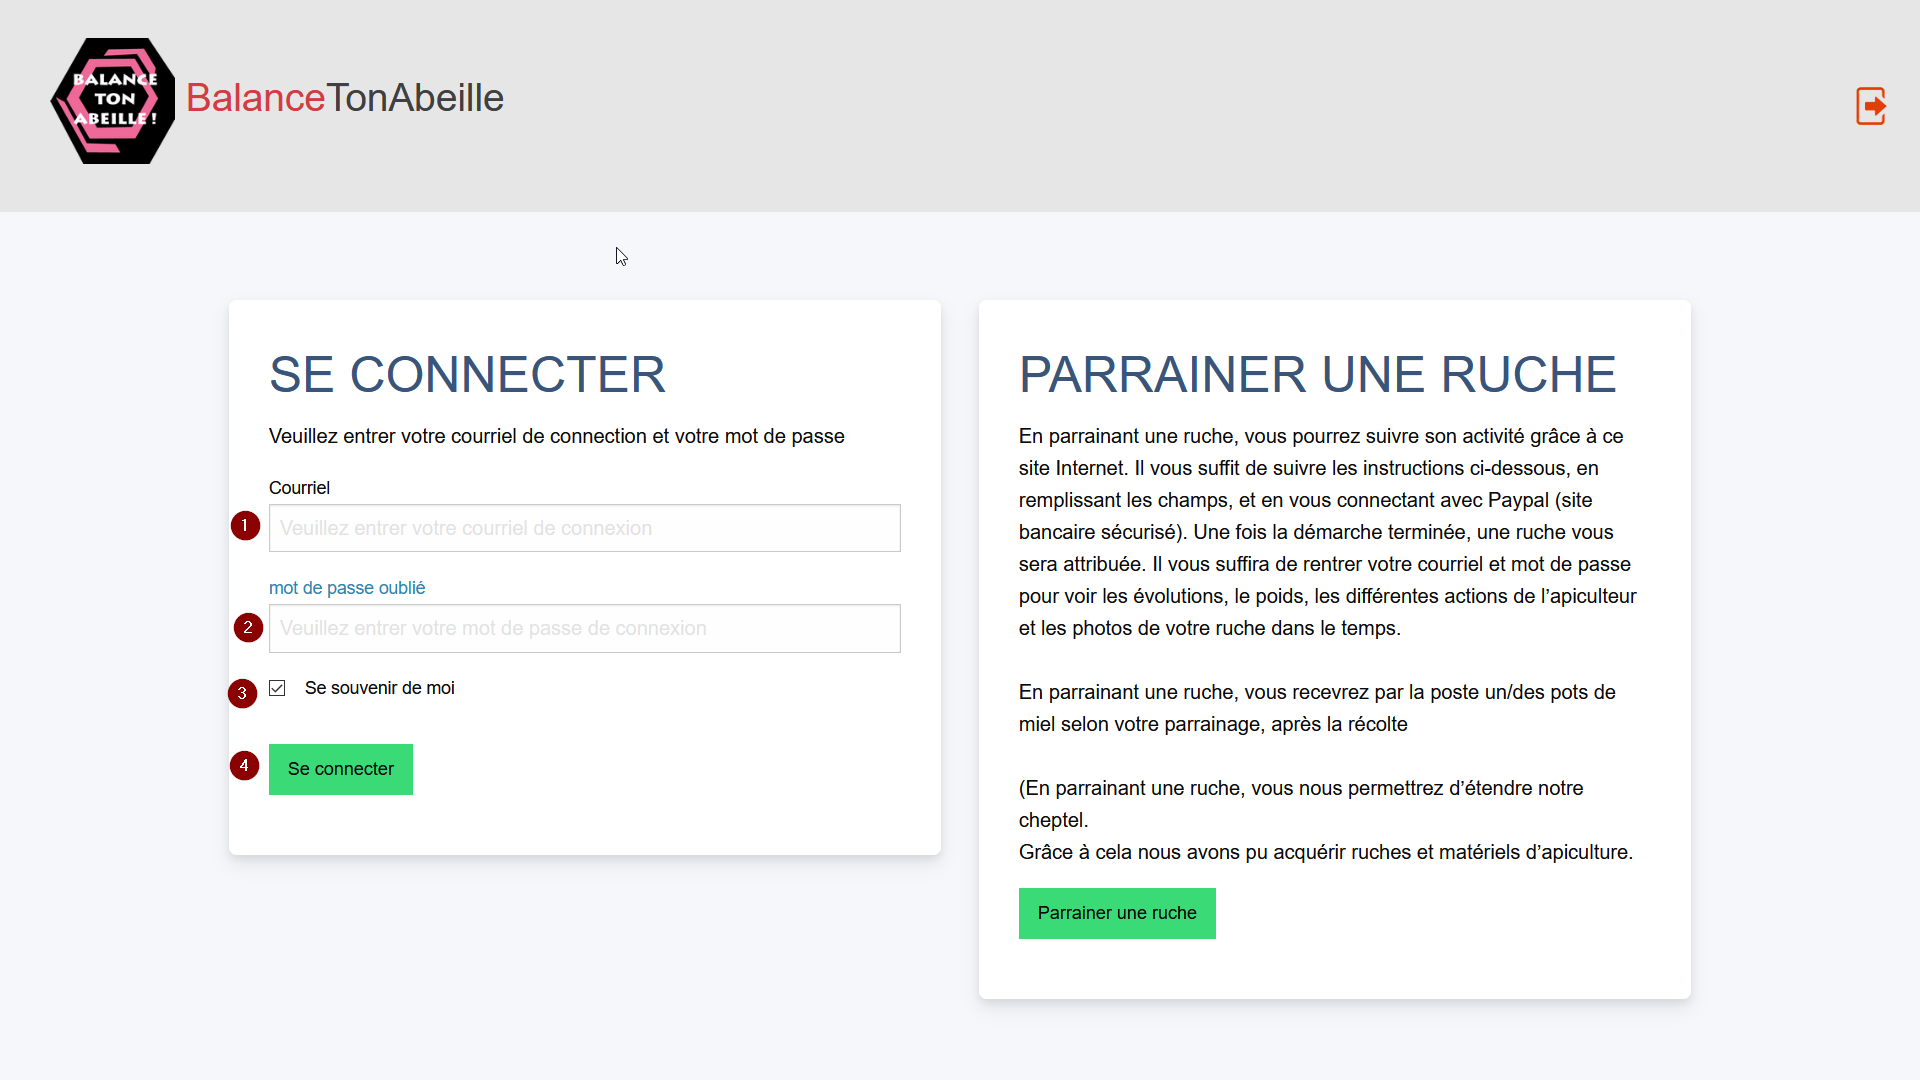 BALANCE
TON
ABEILLE !
BalanceTonAbeille
SE CONNECTER
Veuillez entrer votre courriel de connection et votre mot de passe
Courriel
1
Veuillez entrer votre courriel de connexion
mot de passe oublié
2
Veuillez entrer votre mot de passe de connexion
3
Se souvenir de moi
4
Se connecter
PARRAINER UNE RUCHE
En parrainant une ruche, vous pourrez suivre son activité grâce à ce
site Internet. Il vous suffit de suivre les instructions ci-dessous, en
remplissant les champs, et en vous connectant avec Paypal (site
bancaire sécurisé). Une fois la démarche terminée, une ruche vous
sera attribuée. Il vous suffira de rentrer votre courriel et mot de passe
pour voir les évolutions, le poids, les différentes actions de l’apiculteur
et les photos de votre ruche dans le temps.
En parrainant une ruche, vous recevrez par la poste un/des pots de
miel selon votre parrainage, après la récolte
(En parrainant une ruche, vous nous permettrez d’étendre notre
cheptel.
Grâce à cela nous avons pu acquérir ruches et matériels d’apiculture.
Parrainer une ruche